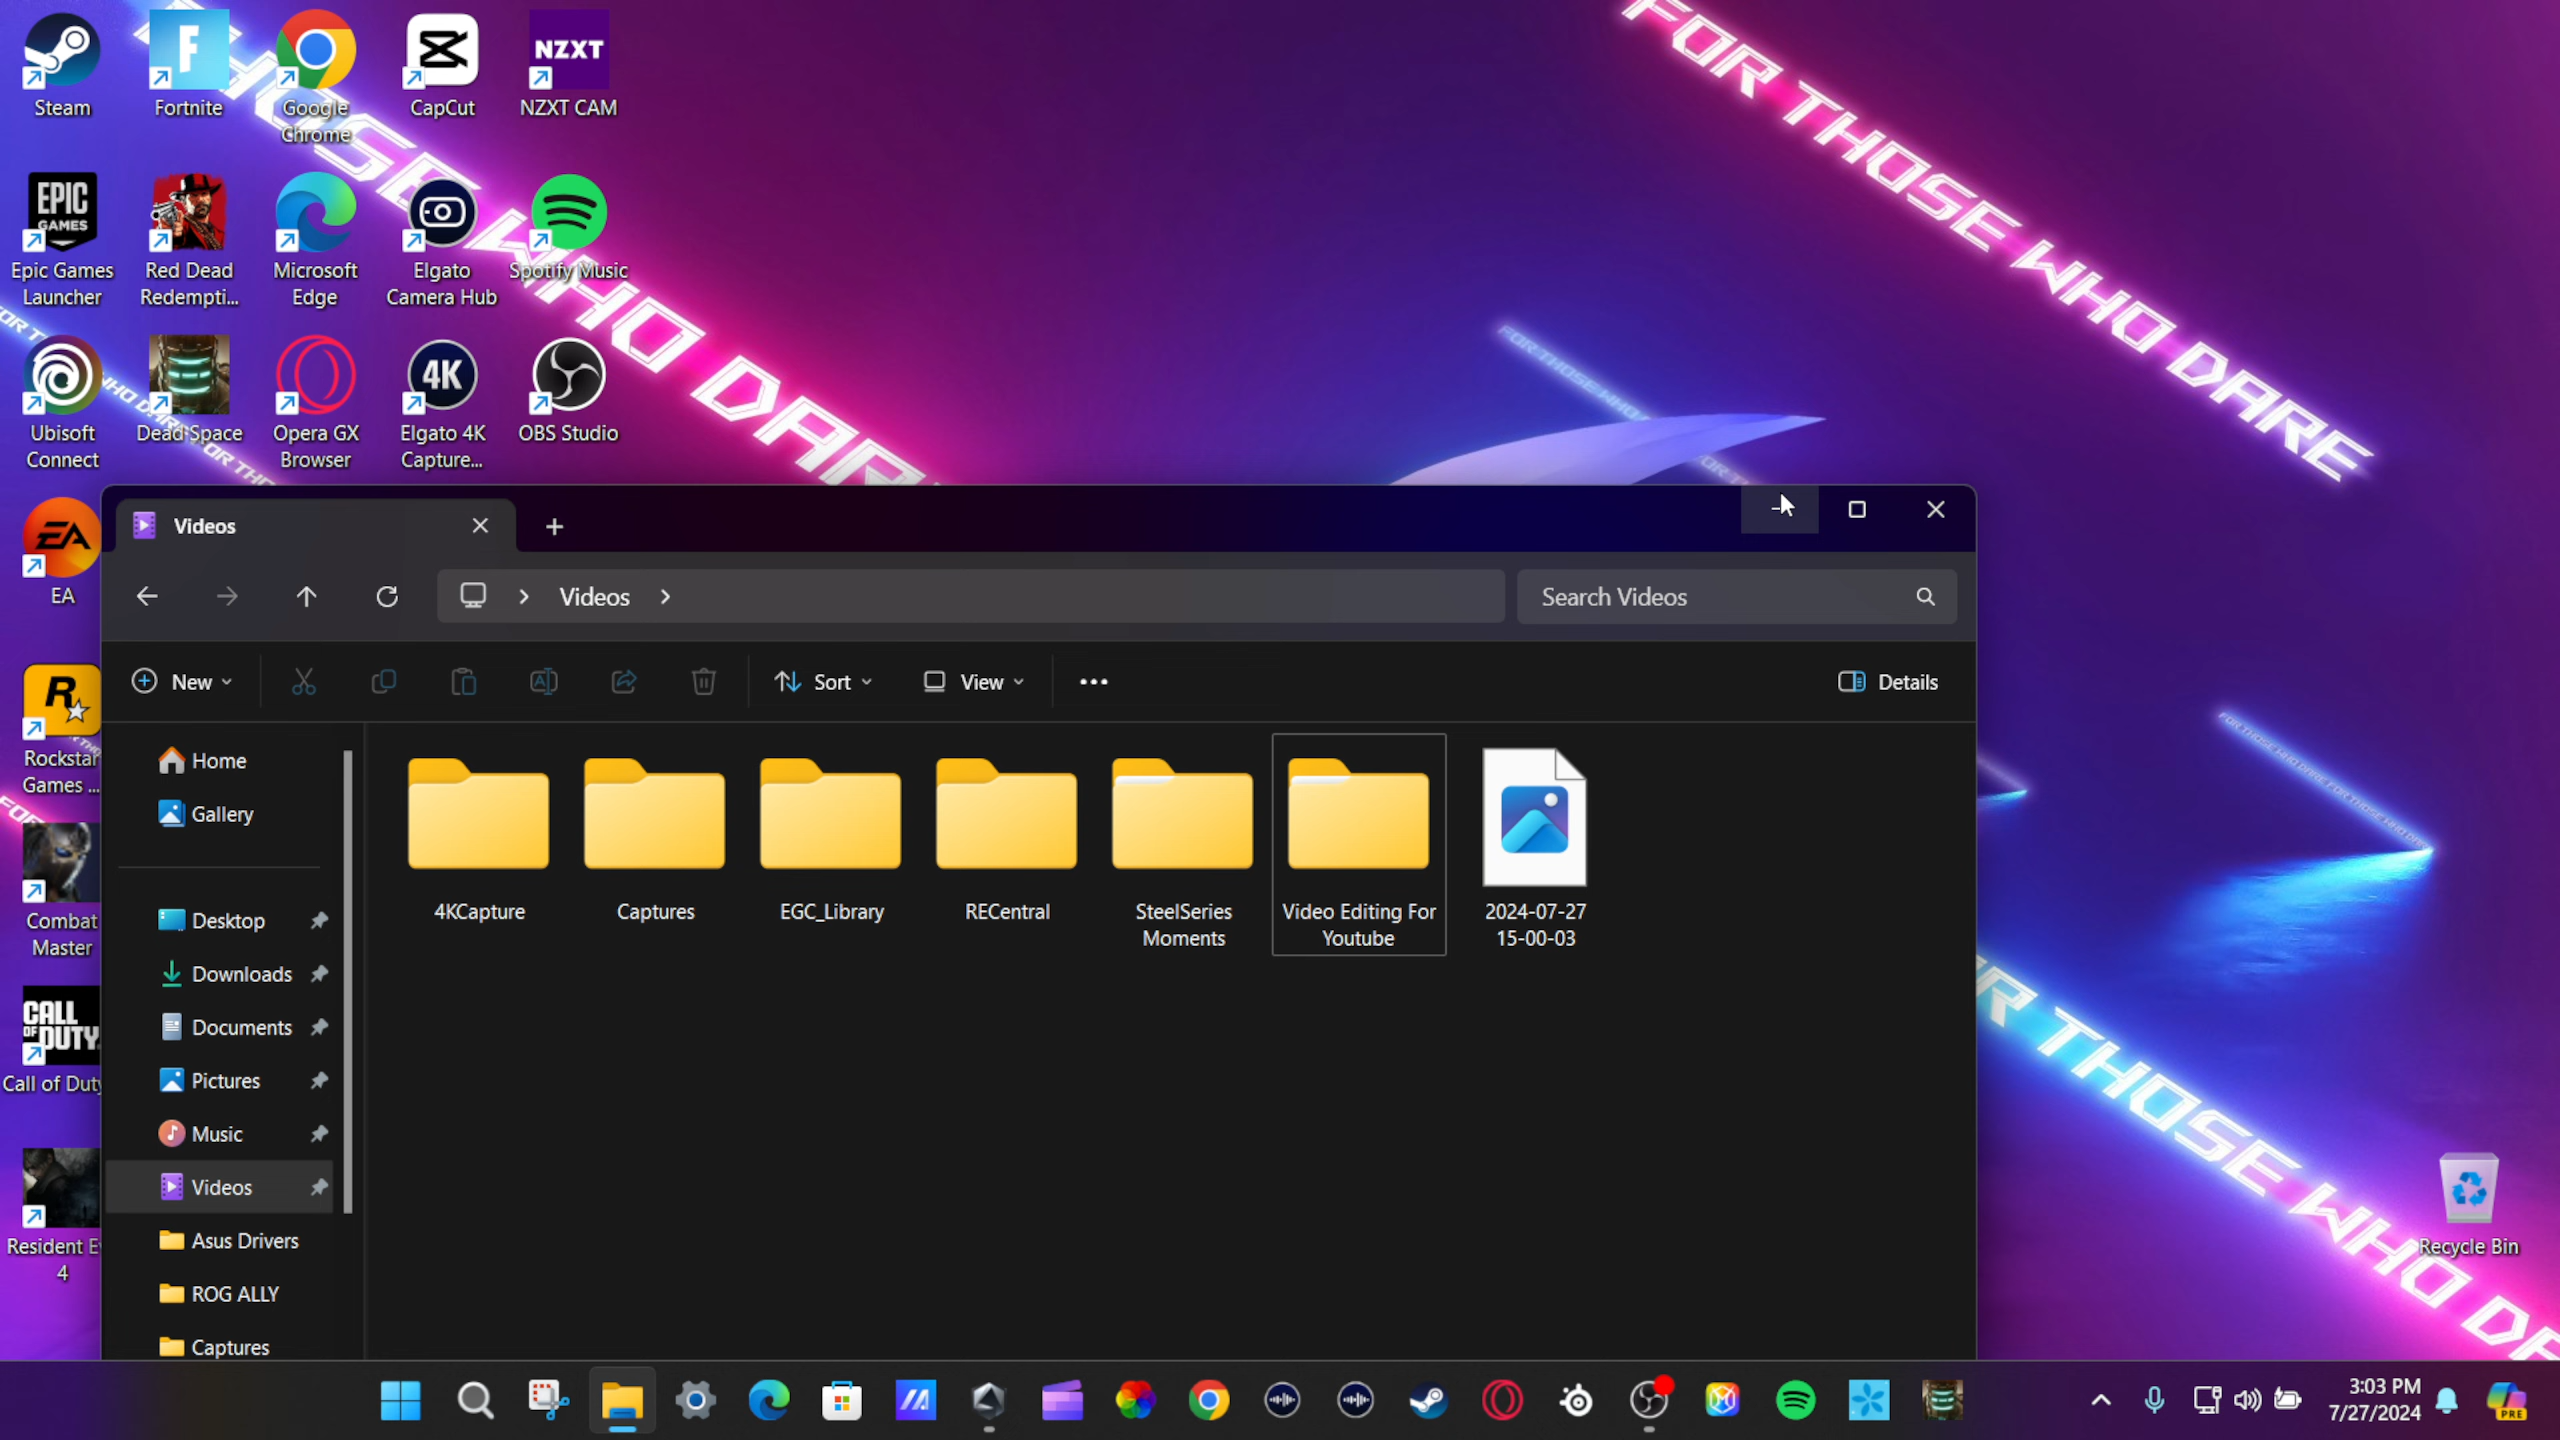 Steam
Fortnite
Google
Chrome
CapCut
NZXT
NZXT CAM
EPIC
GAMES
Epic Games
Launcher
Red Dead
Redempti...
Microsoft
Edge
Elgato
Camera Hub
Spotify Music
Ubisoft
Connect
Dead Space
Opera GX
Browser
4K
Elgato 4K
Capture...
OBS Studio
EA
EA
Rockstar
Games ...
Combat
Master
CALL
OF DUTY
Call of Duty
Resident E
4
FOR THOSE WHO DARE
Videos
Videos
Search Videos
New
Sort
View
Details
Home
Gallery
Desktop
Downloads
Documents
Pictures
Music
Videos
Asus Drivers
ROG ALLY
Captures
4KCapture
Captures
EGC_Library
RECentral
SteelSeries
Moments
Video Editing For
Youtube
2024-07-27
15-00-03
Recycle Bin
FOR THOSE WHO
3:03 PM
7/27/2024
PRE